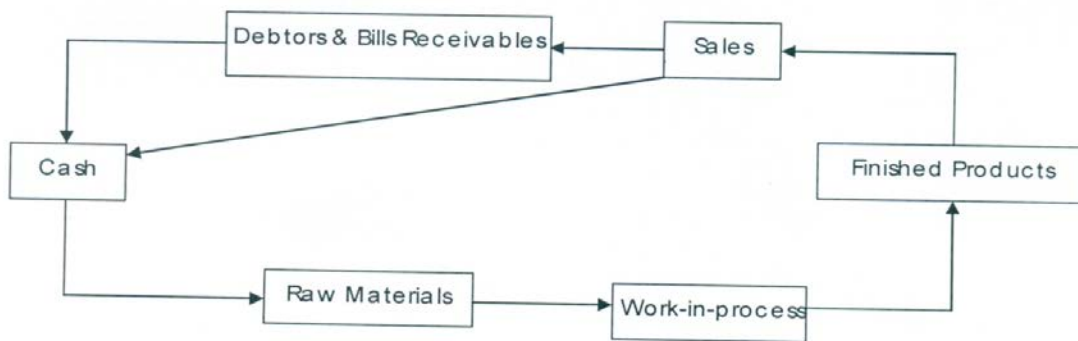 Debtors & Bills Receivables
Sales
Cash
Finished Products
Raw Materials
Work-in-process